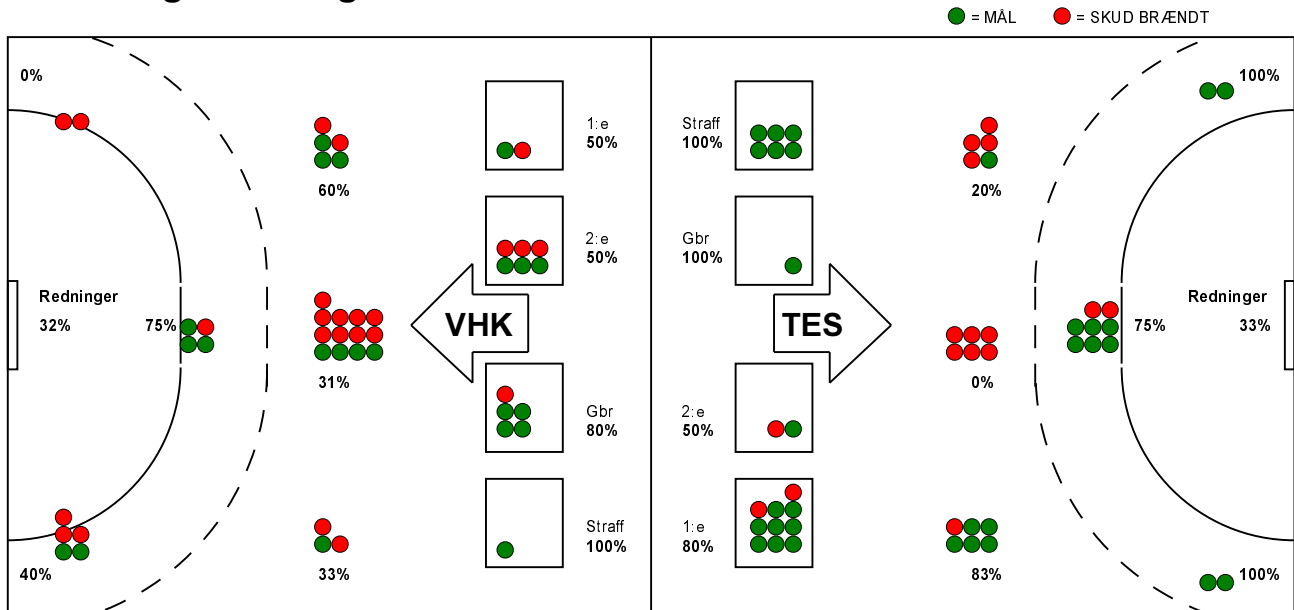 = MÅL
= SKUD BRÆNDT
0%
60%
1:e
50%
2:e
50%
Redninger
32%
75%
VHK
31%
Gbr
80%
Straff
100%
40%
33%
Straff
100%
Gbr
100%
TES
2:e
50%
1:e
80%
20%
0%
83%
100%
75%
Redninger
33%
100%